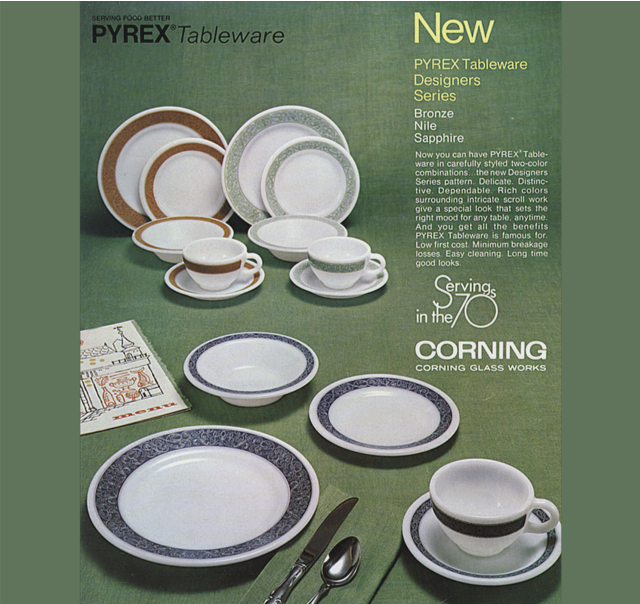 SERVING FOOD BETTER
PYREX® Tableware
New
PYREX Tableware
Designers
Series
Bronze
Nile
Sapphire
Now you can have PYREX® Table-
ware in carefully styled two-color
combinations...the new Designers
Series pattern. Delicate. Distinc-
tive. Dependable. Rich colors
surrounding intricate scroll work
give a special look that sets the
right mood for any table, anytime.
And you get all the benefits
PYREX Tableware is famous for.
Low first cost. Minimum breakage
losses. Easy cleaning. Long time
good looks.
Servings
in the 70
CORNING
CORNING GLASS WORKS
menu